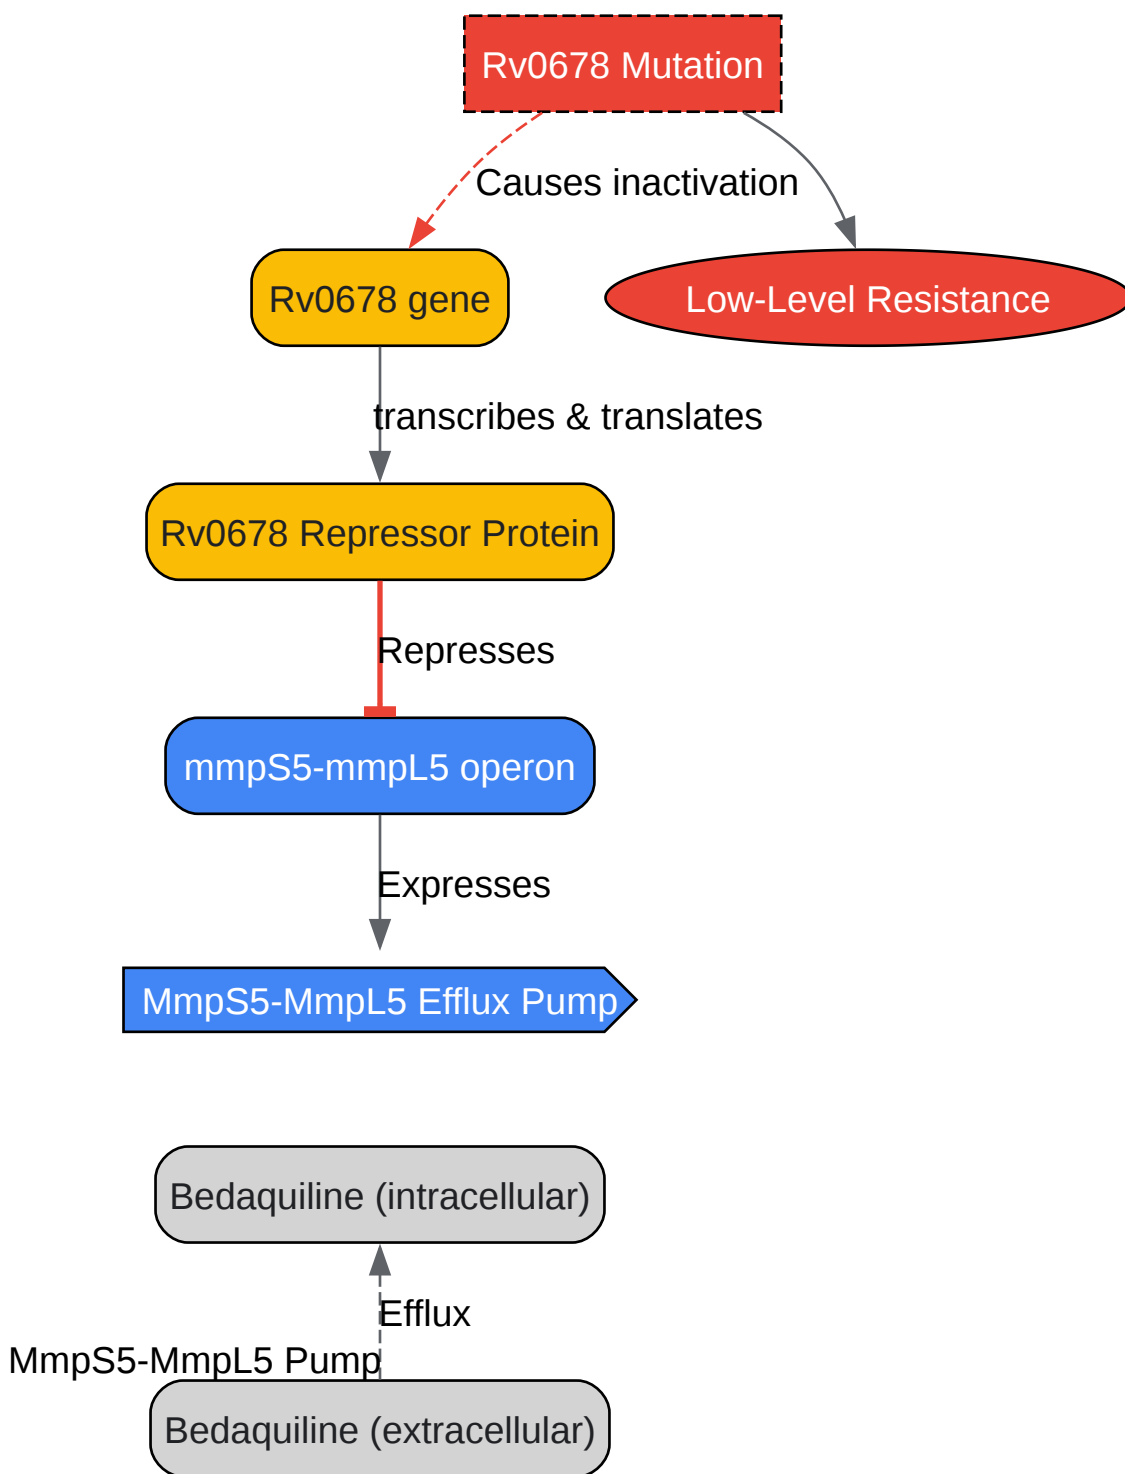 Rv0678 Mutation
Causes inactivation
Rv0678 gene
Low-Level Resistance
transcribes & translates
Rv0678 Repressor Protein
Represses
mmpS5-mmpL5 operon
Expresses
MmpS5-MmpL5 Efflux Pump
Bedaquiline (intracellular)
Efflux
MmpS5-MmpL5 Pump
Bedaquiline (extracellular)